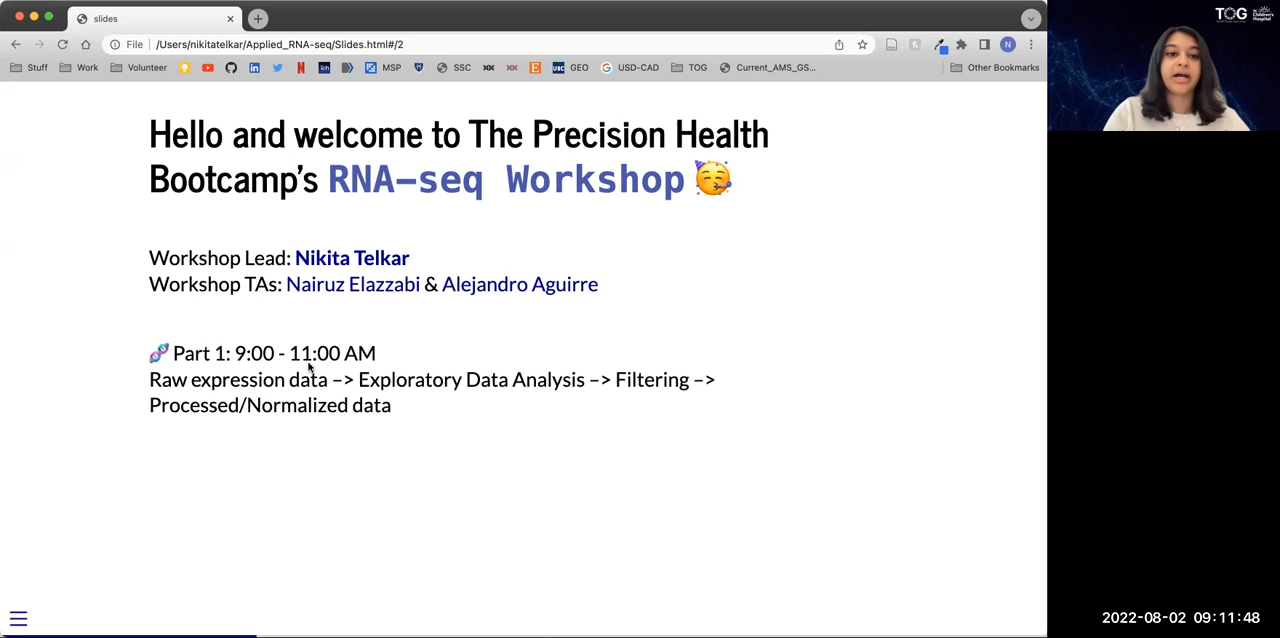 slides
File
/Users/nikitatelkar/Applied_RNA-seq/Slides.html#/2
N
Stuff
Work
Volunteer
MSP
SSC
GEO
USD-CAD
TOG
Current_AMS_GS...
Other Bookmarks
TOG
BC Children's Hospital
Hello and welcome to The Precision Health
Bootcamp's RNA-seq Workshop 🥳
Workshop Lead: Nikita Telkar
Workshop TAs: Nairuz Elazzabi & Alejandro Aguirre
🧬 Part 1: 9:00 - 11:00 AM
Raw expression data –> Exploratory Data Analysis –> Filtering –>
Processed/Normalized data
2022-08-02 09:11:48